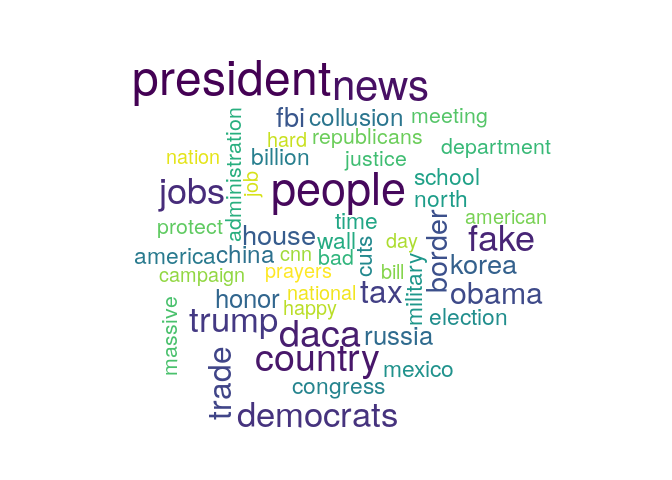 president news
fbi collusion meeting
hard republicans department
nation billion justice
administration
jobs job people school
north
protect time american
house wall day fake
america china cnn bad cuts border
campaign prayers bill korea
honor national tax military obama
massive trump happy election
daca russia
country mexico
trade congress
democrats